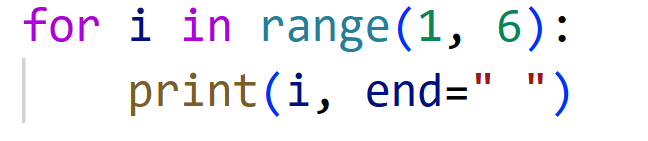 for i in range(1, 6):
    print(i, end=" ")